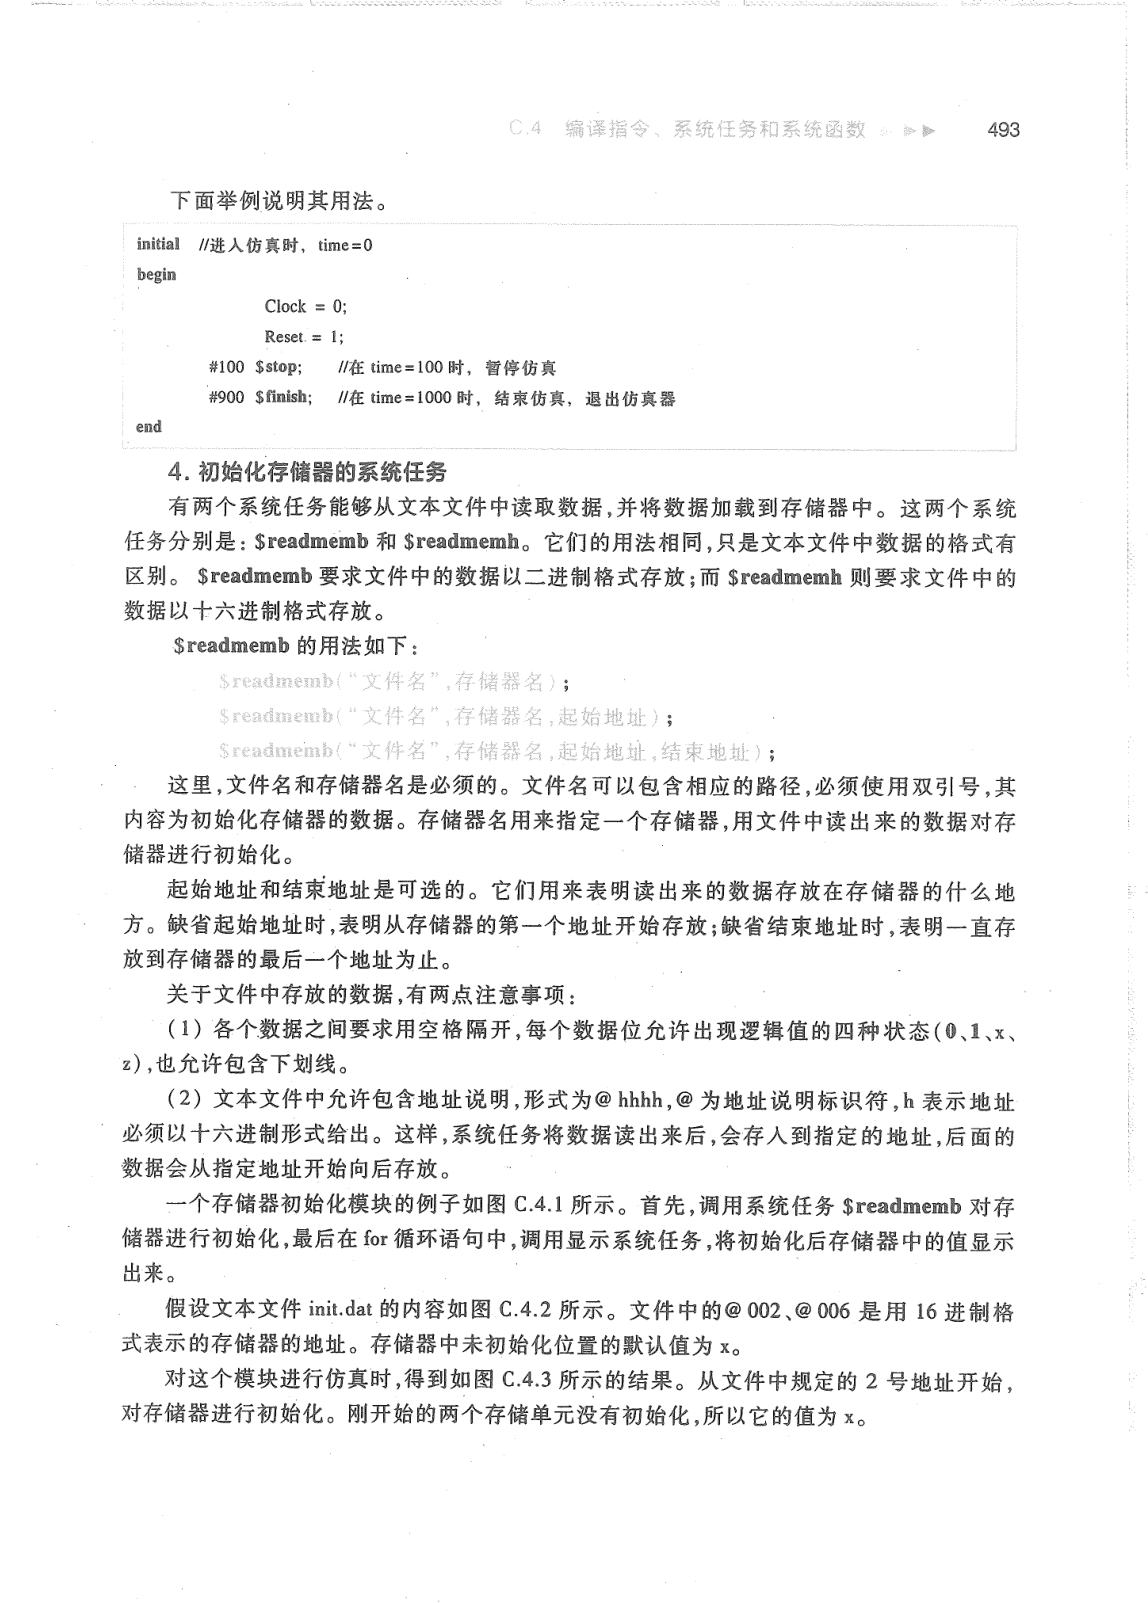 C.4 编译指令、系统任务和系统函数 493
下面举例说明其用法。
initial //进入仿真时，time=0
begin
Clock = 0;
Reset = 1;
#100 $stop; //在 time=100 时，暂停仿真
#900 $finish; //在 time=1000 时，结束仿真，退出仿真器
end
4. 初始化存储器的系统任务
有两个系统任务能够从文本文件中读取数据,并将数据加载到存储器中。这两个系统
任务分别是: $readmemb 和 $readmemh。它们的用法相同,只是文本文件中数据的格式有
区别。 $readmemb 要求文件中的数据以二进制格式存放;而 $readmemh 则要求文件中的
数据以十六进制格式存放。
$readmemb 的用法如下:
$readmemb(“文件名”,存储器名);
$readmemb(“文件名”,存储器名,起始地址);
$readmemb(“文件名”,存储器名,起始地址,结束地址);
这里,文件名和存储器名是必须的。文件名可以包含相应的路径,必须使用双引号,其
内容为初始化存储器的数据。存储器名用来指定一个存储器,用文件中读出来的数据对存
储器进行初始化。
起始地址和结束地址是可选的。它们用来表明读出来的数据存放在存储器的什么地
方。缺省起始地址时,表明从存储器的第一个地址开始存放;缺省结束地址时,表明一直存
放到存储器的最后一个地址为止。
关于文件中存放的数据,有两点注意事项:
(1) 各个数据之间要求用空格隔开,每个数据位允许出现逻辑值的四种状态(0、1、x、
z),也允许包含下划线。
(2) 文本文件中允许包含地址说明,形式为@ hhhh,@ 为地址说明标识符,h 表示地址
必须以十六进制形式给出。这样,系统任务将数据读出来后,会存入到指定的地址,后面的
数据会从指定地址开始向后存放。
一个存储器初始化模块的例子如图 C.4.1 所示。首先,调用系统任务 $readmemb 对存
储器进行初始化,最后在 for 循环语句中,调用显示系统任务,将初始化后存储器中的值显示
出来。
假设文本文件 init.dat 的内容如图 C.4.2 所示。文件中的@ 002、@ 006 是用 16 进制格
式表示的存储器的地址。存储器中未初始化位置的默认值为 x。
对这个模块进行仿真时,得到如图 C.4.3 所示的结果。从文件中规定的 2 号地址开始,
对存储器进行初始化。刚开始的两个存储单元没有初始化,所以它的值为 x。